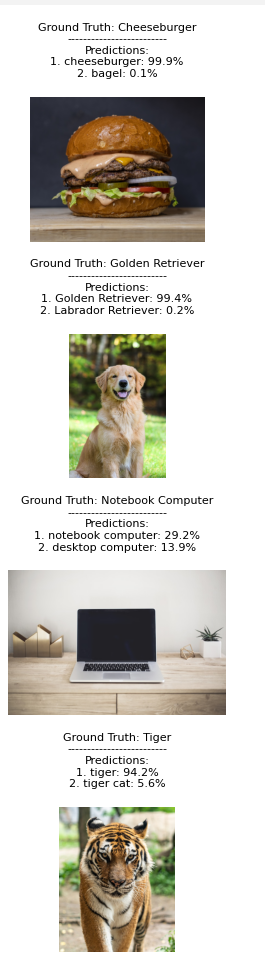 Ground Truth: Cheeseburger
--------------------------
Predictions:
1. cheeseburger: 99.9%
2. bagel: 0.1%
Ground Truth: Golden Retriever
--------------------------
Predictions:
1. Golden Retriever: 99.4%
2. Labrador Retriever: 0.2%
Ground Truth: Notebook Computer
--------------------------
Predictions:
1. notebook computer: 29.2%
2. desktop computer: 13.9%
Ground Truth: Tiger
--------------------------
Predictions:
1. tiger: 94.2%
2. tiger cat: 5.6%